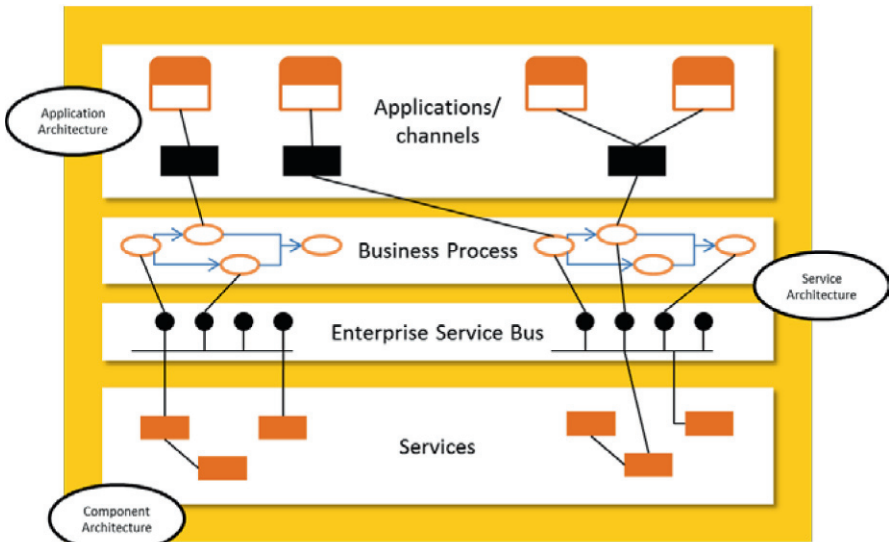 Application
Architecture
Applications/
channels
Business Process
Service
Architecture
Enterprise Service Bus
Services
Component
Architecture